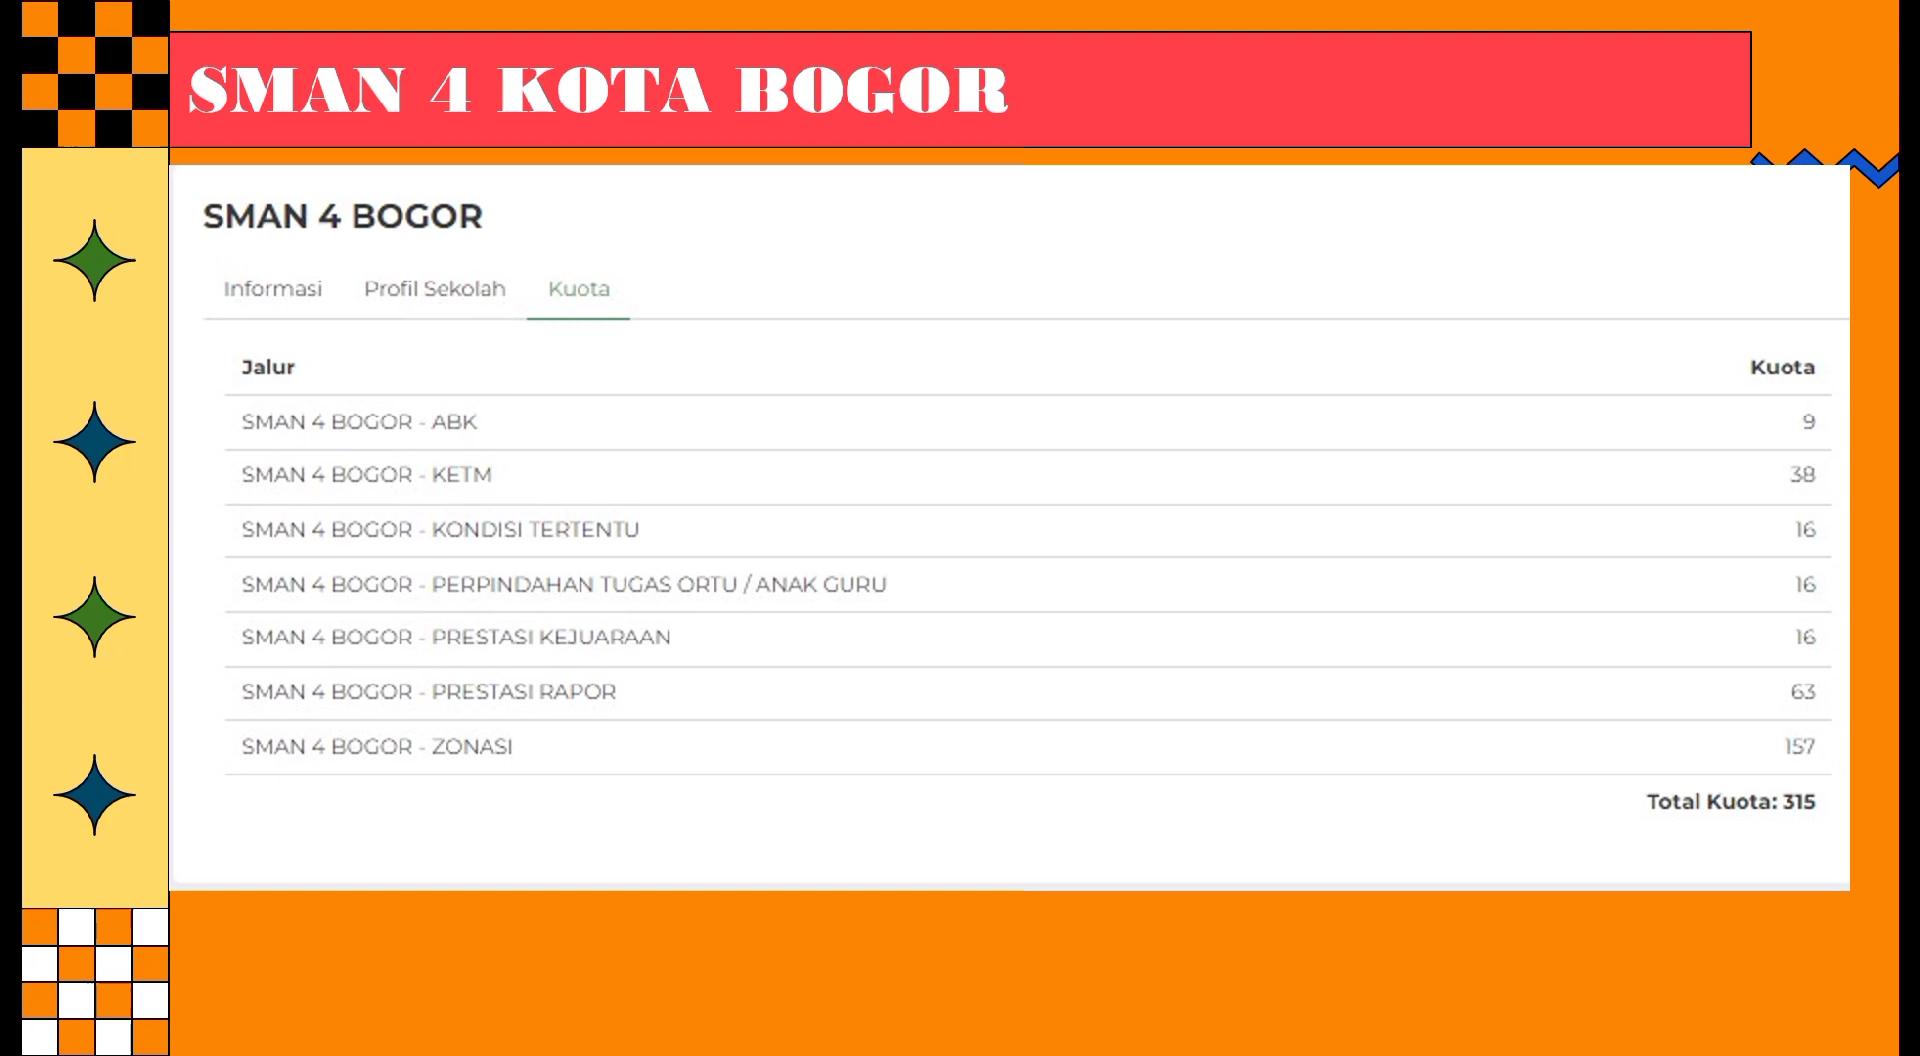 SMAN 4 KOTA BOGOR
SMAN 4 BOGOR
Informasi Profil Sekolah Kuota
Jalur Kuota
SMAN 4 BOGOR - ABK 9
SMAN 4 BOGOR - KETM 38
SMAN 4 BOGOR - KONDISI TERTENTU 16
SMAN 4 BOGOR - PERPINDAHAN TUGAS ORTU / ANAK GURU 16
SMAN 4 BOGOR - PRESTASI KEJUARAAN 16
SMAN 4 BOGOR - PRESTASI RAPOR 63
SMAN 4 BOGOR - ZONASI 157
Total Kuota: 315